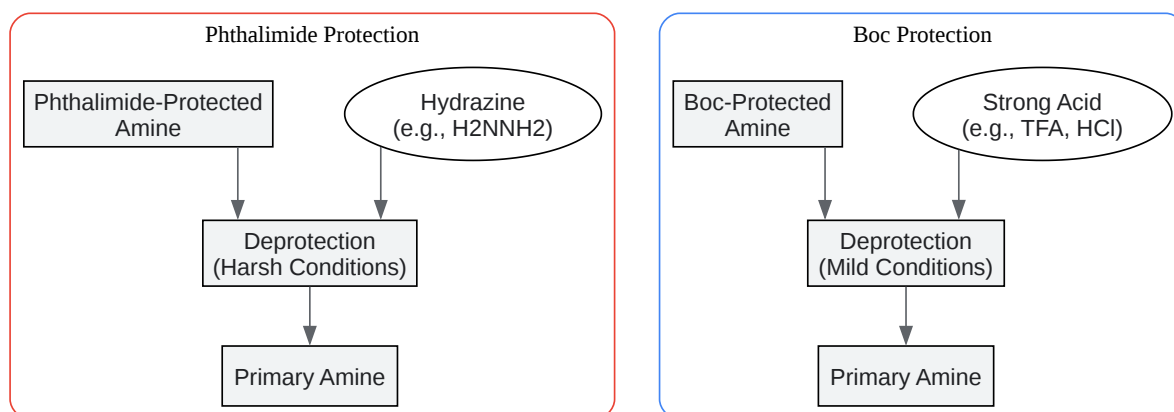 Phthalimide Protection
Phthalimide-Protected
Amine
Hydrazine
(e.g., H2NNH2)
Deprotection
(Harsh Conditions)
Primary Amine
Boc Protection
Boc-Protected
Amine
Strong Acid
(e.g., TFA, HCl)
Deprotection
(Mild Conditions)
Primary Amine